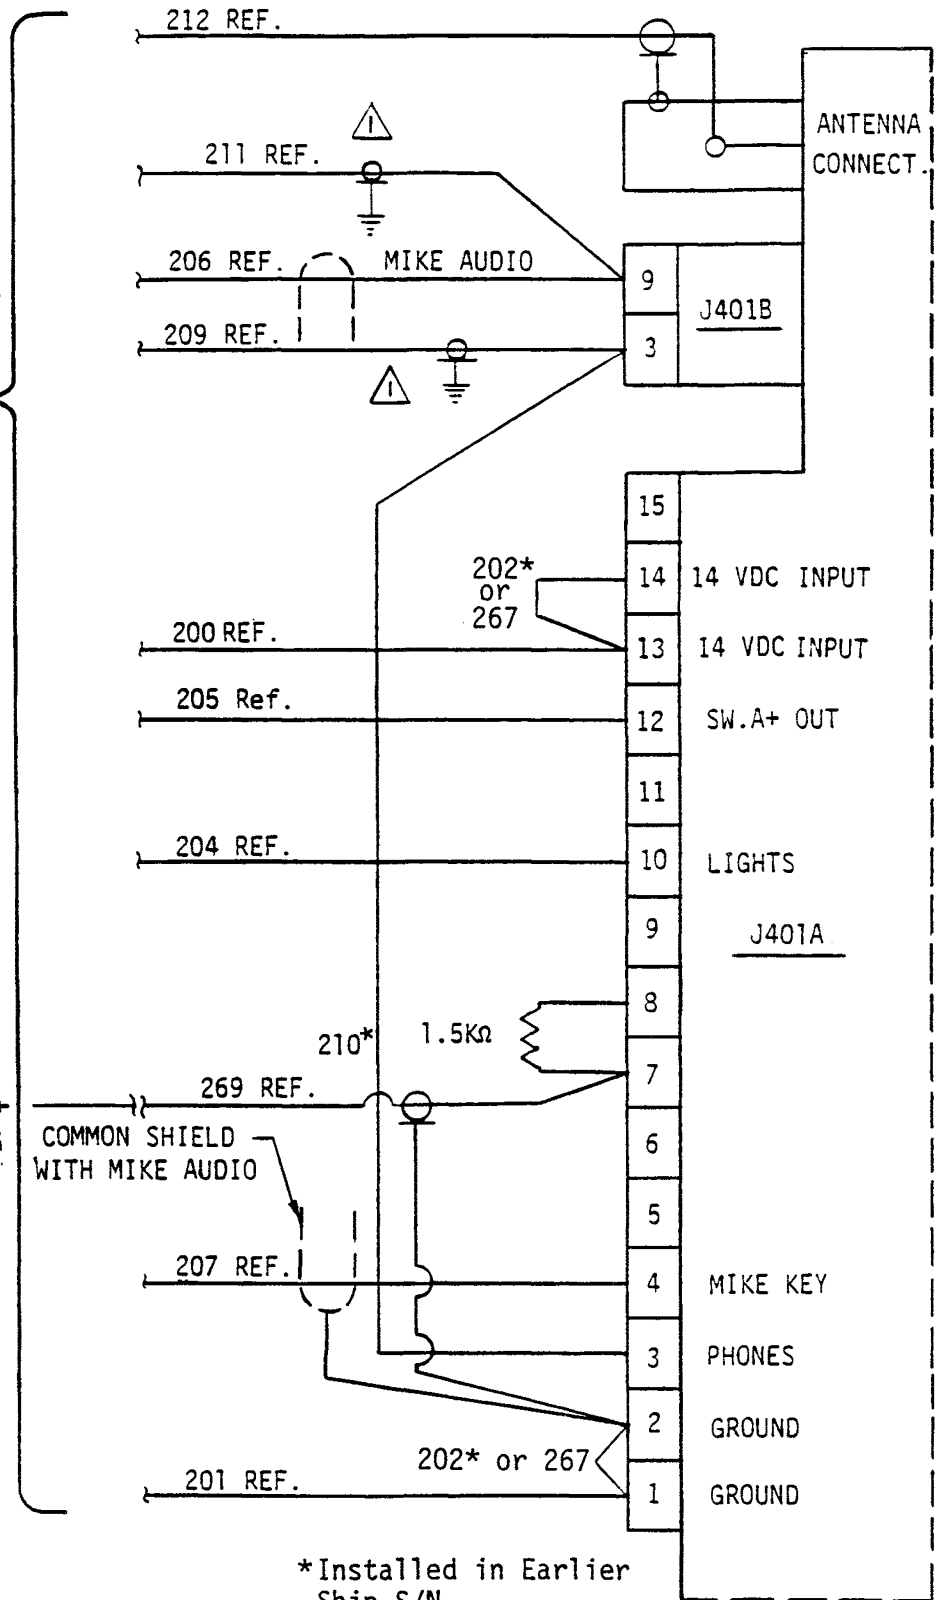 212 REF.
ANTENNA
CONNECT.
1
211 REF.
206 REF.
MIKE AUDIO
9
J401B
209 REF.
3
1
15
202*
or
267
14
14 VDC INPUT
200 REF.
13
14 VDC INPUT
205 Ref.
12
SW.A+ OUT
11
204 REF.
10
LIGHTS
9
J401A
8
210*
1.5KΩ
7
269 REF.
COMMON SHIELD
WITH MIKE AUDIO
6
5
207 REF.
4
MIKE KEY
3
PHONES
2
GROUND
202* or 267
201 REF.
1
GROUND
*Installed in Earlier
Ship S/N